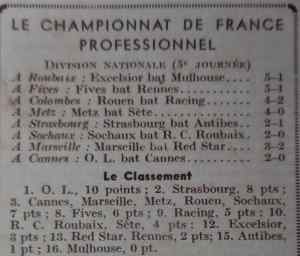 LE CHAMPIONNAT DE FRANCE
PROFESSIONNEL
DIVISION NATIONALE (5e JOURNÉE)
A Roubaix : Excelsior bat Mulhouse... 5-1
A Fives : Fives bat Rennes... 5-1
A Colombes : Rouen bat Racing... 4-2
A Metz : Metz bat Sète... 4-0
A Strasbourg : Strasbourg bat Antibes. 2-1
A Sochaux : Sochaux bat R. C. Roubaix. 2-0
A Marseille : Marseille bat Red Star. 3-2
A Cannes : O. L. bat Cannes... 2-0
Le Classement
1. O. L., 10 points ; 2. Strasbourg, 8 pts ;
3. Cannes, Marseille, Metz, Rouen, Sochaux,
7 pts ; 8. Fives, 6 pts ; 9. Racing, 5 pts ; 10.
R. C. Roubaix, Sète, 4 pts ; 12. Excelsior,
3 pts ; 13. Red Star, Rennes, 2 pts ; 15. Antibes,
1 pt ; 16. Mulhouse, 0 pt.